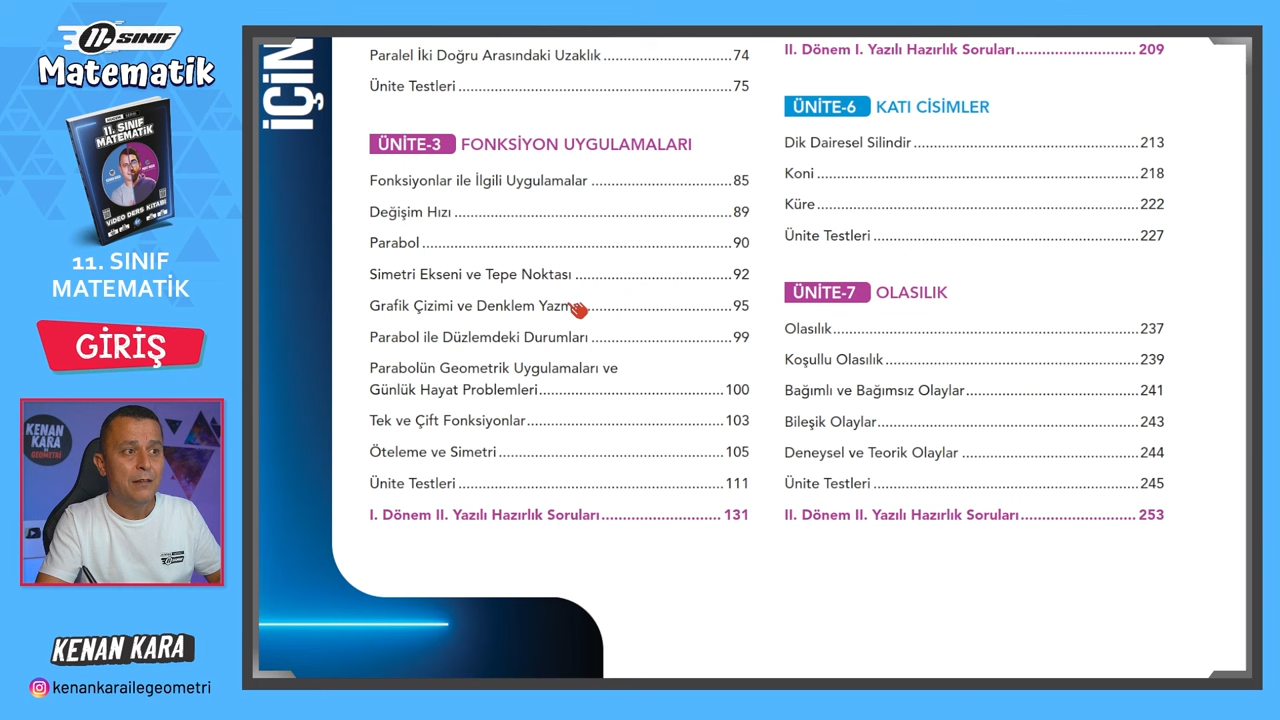 11. SINIF
Matematik
11. SINIF
MATEMATİK
VİDEO DERS KİTABI
11. SINIF
MATEMATİK
GİRİŞ
KENAN
KARA
İLE
GEOMETRİ
11. SINIF
KENAN KARA
kenankarailegeometri
İÇİN
Paralel İki Doğru Arasındaki Uzaklık ................................74
Ünite Testleri ................................75
ÜNİTE-3 FONKSİYON UYGULAMALARI
Fonksiyonlar ile İlgili Uygulamalar ................................85
Değişim Hızı ................................89
Parabol ................................90
Simetri Ekseni ve Tepe Noktası ................................92
Grafik Çizimi ve Denklem Yazma ................................95
Parabol ile Düzlemdeki Durumları ................................99
Parabolün Geometrik Uygulamaları ve
Günlük Hayat Problemleri ................................100
Tek ve Çift Fonksiyonlar ................................103
Öteleme ve Simetri ................................105
Ünite Testleri ................................111
I. Dönem II. Yazılı Hazırlık Soruları ................................131
II. Dönem I. Yazılı Hazırlık Soruları ................................209
ÜNİTE-6 KATI CİSİMLER
Dik Dairesel Silindir ................................213
Koni ................................218
Küre ................................222
Ünite Testleri ................................227
ÜNİTE-7 OLASILIK
Olasılık ................................237
Koşullu Olasılık ................................239
Bağımlı ve Bağımsız Olaylar ................................241
Bileşik Olaylar ................................243
Deneysel ve Teorik Olaylar ................................244
Ünite Testleri ................................245
II. Dönem II. Yazılı Hazırlık Soruları ................................253